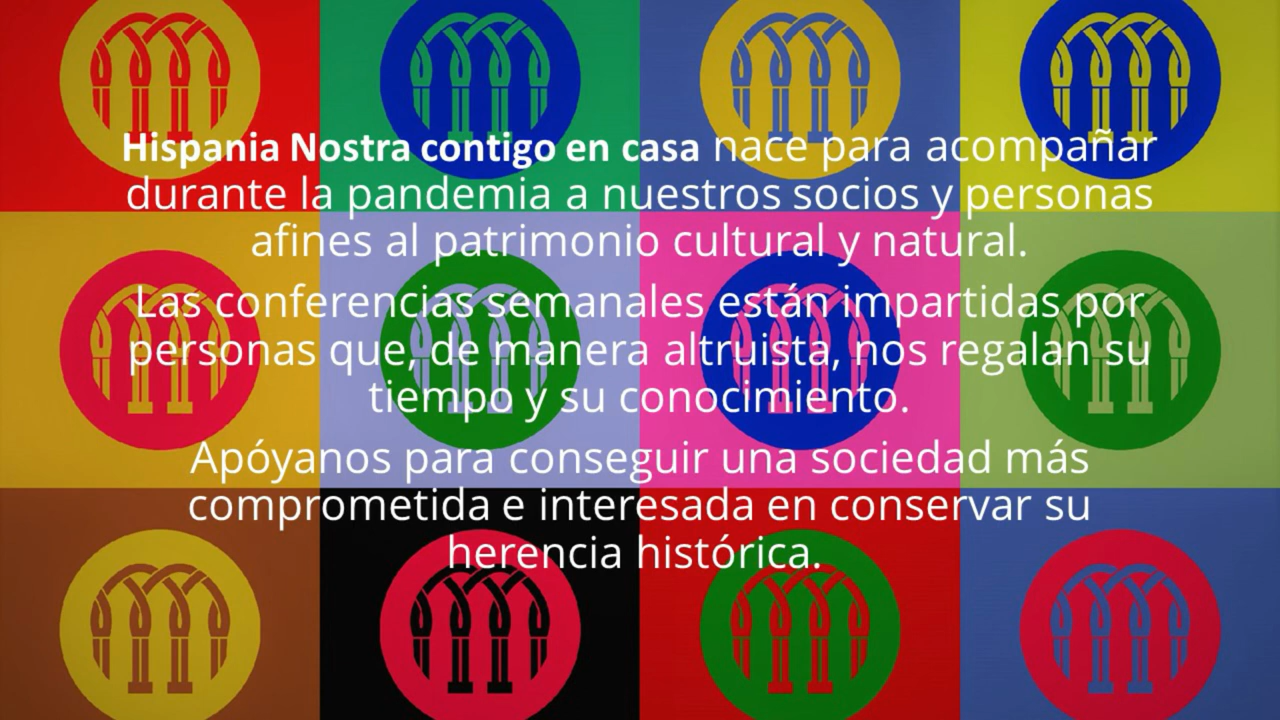 Hispania Nostra contigo en casa nace para acompañar
durante la pandemia a nuestros socios y personas
afines al patrimonio cultural y natural.
Las conferencias semanales están impartidas por
personas que, de manera altruista, nos regalan su
tiempo y su conocimiento.
Apóyanos para conseguir una sociedad más
comprometida e interesada en conservar su
herencia histórica.